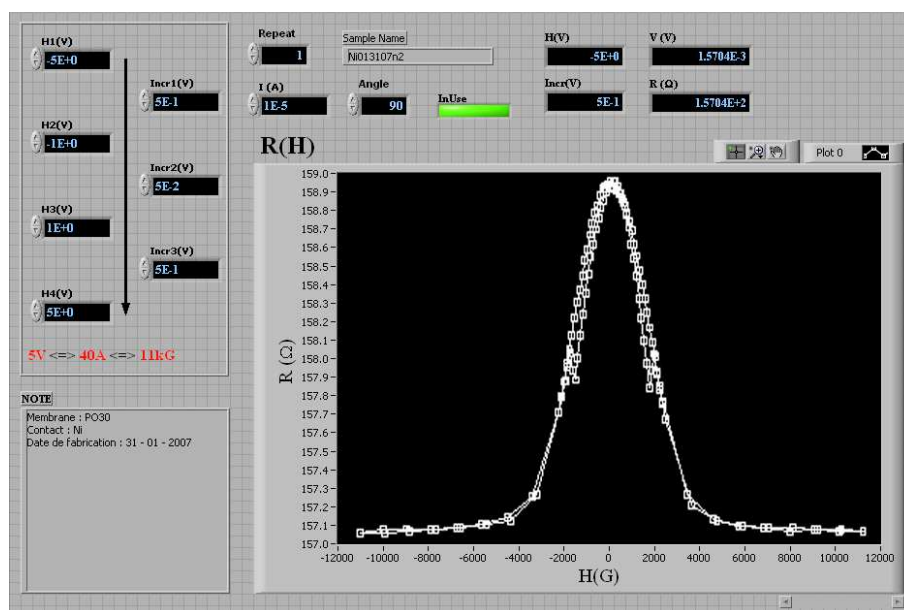 H1(V)
-5E+0
Incr1(V)
5E-1
H2(V)
-1E+0
Incr2(V)
5E-2
H3(V)
1E+0
Incr3(V)
5E-1
H4(V)
5E+0
5V <=> 40A <=> 11kG
NOTE
Membrane : PO30
Contact : Ni
Date de fabrication : 31 - 01 - 2007
Repeat
1
Sample Name
Ni013107n2
I (A)
1E-5
Angle
90
InUse
H(V)
-5E+0
V (V)
1.5704E-3
Incr(V)
5E-1
R (Ω)
1.5704E+2
R(H)
Plot 0
R (Ω)
159.0
158.9
158.8
158.7
158.6
158.5
158.4
158.3
158.2
158.1
158.0
157.9
157.8
157.7
157.6
157.5
157.4
157.3
157.2
157.1
157.0
-12000 -10000 -8000 -6000 -4000 -2000 0 2000 4000 6000 8000 10000 12000
H(G)